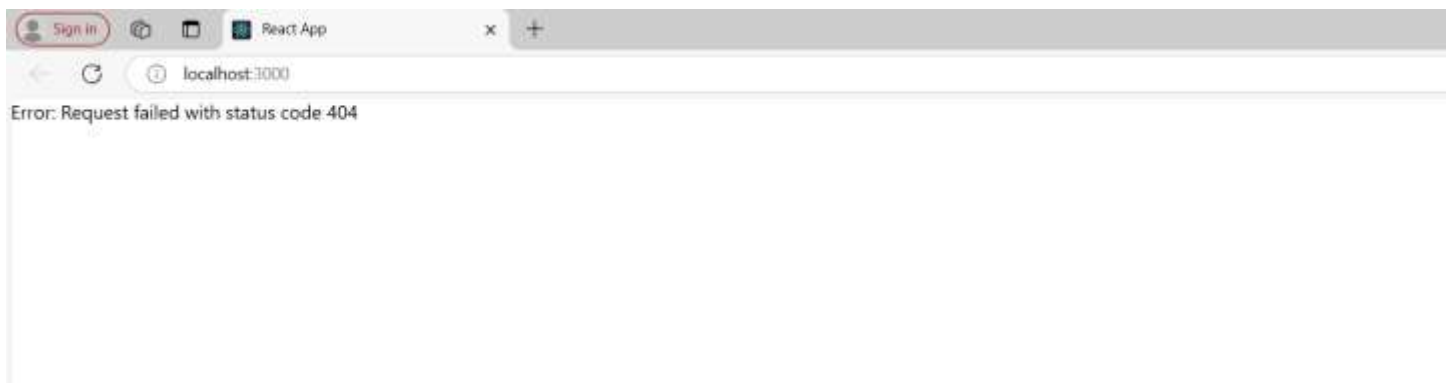 Sign in
React App
localhost:3000
Error: Request failed with status code 404